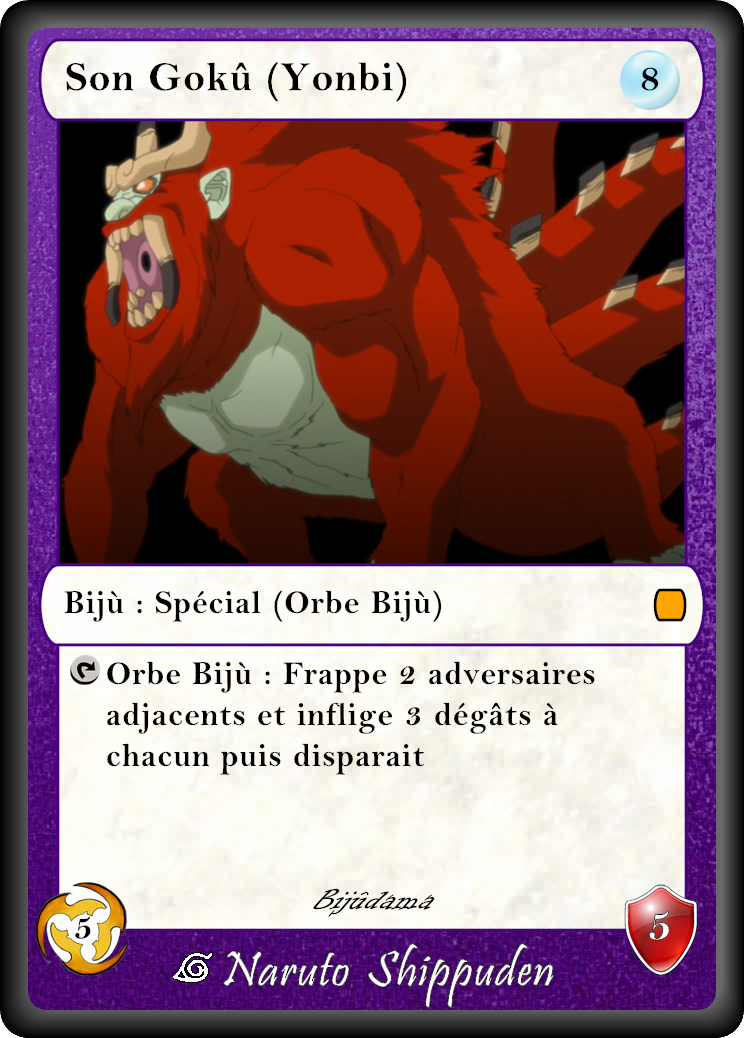 Son Gokû (Yonbi)
8
Bijù : Spécial (Orbe Bijù)
Orbe Bijù : Frappe 2 adversaires
adjacents et inflige 3 dégâts à
chacun puis disparait
Bijûdama
5
5
Naruto Shippuden